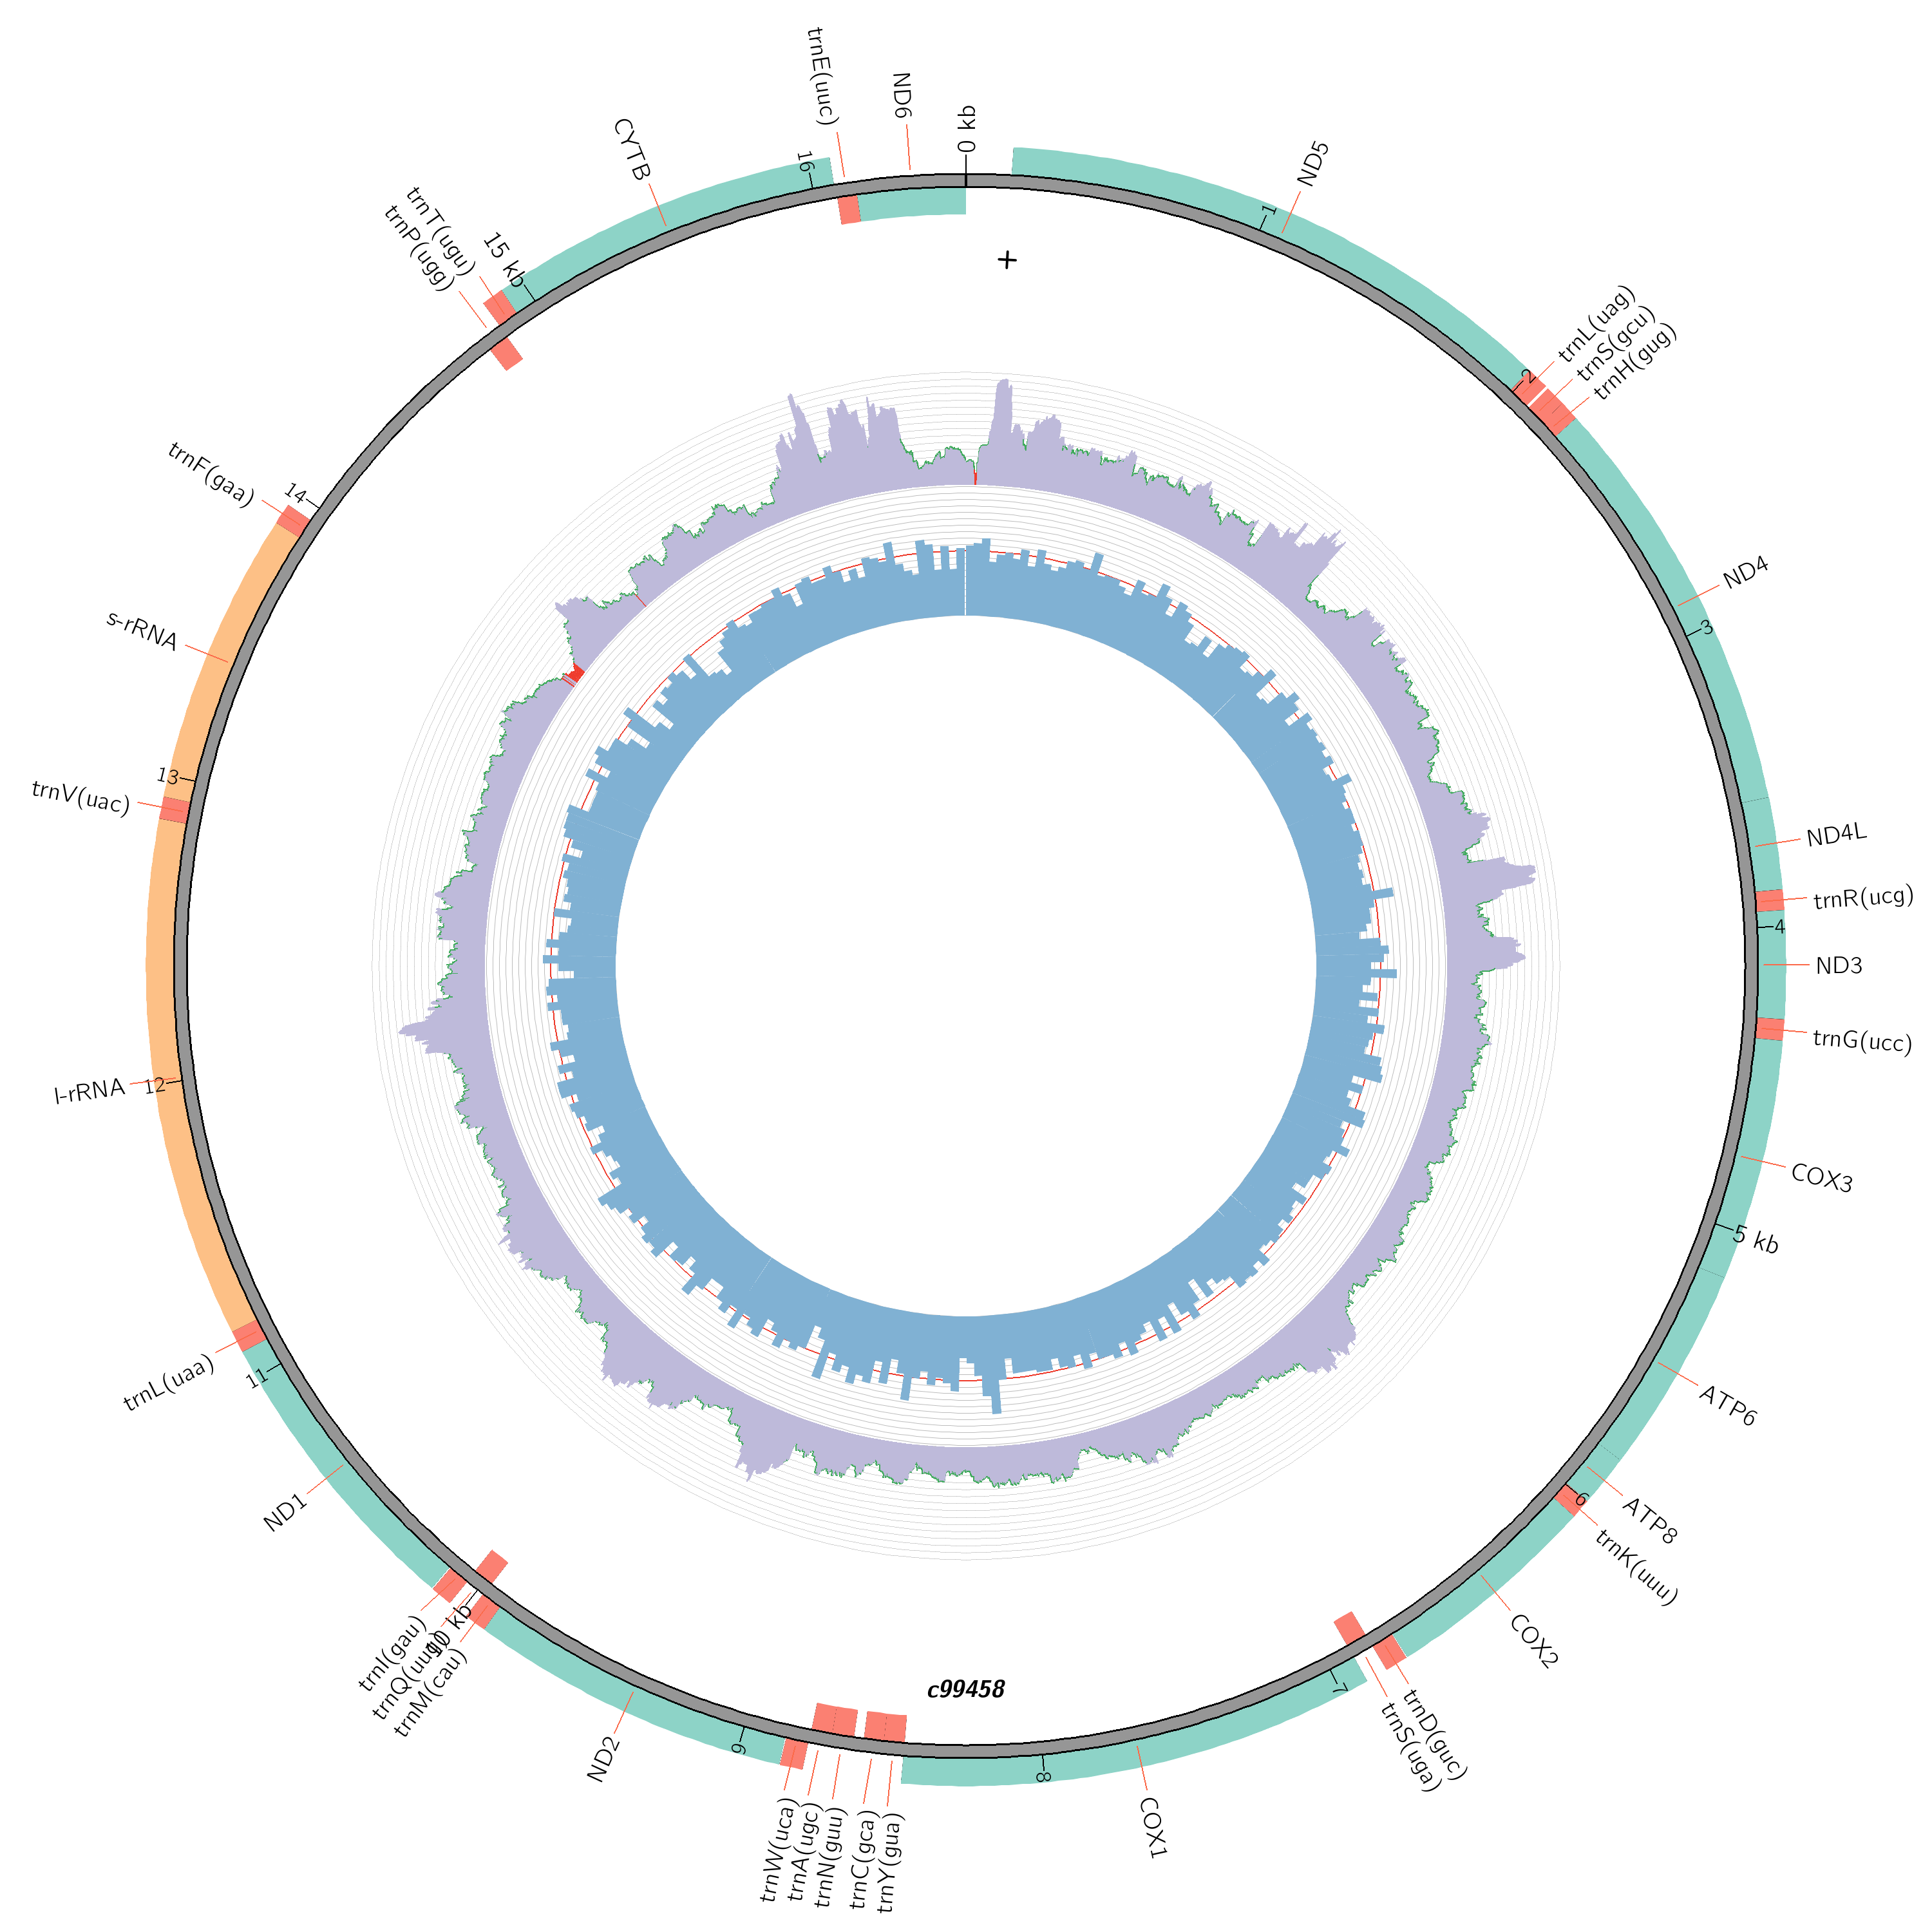 0 kb
+
ND5
1
trnL(uag)
2
trnS(gcu)
trnH(gug)
ND4
3
ND4L
trnR(ucg)
4
ND3
trnG(ucc)
COX3
5 kb
ATP6
ATP8
6
trnK(uuu)
COX2
trnD(guc)
trnS(uga)
7
COX1
8
c99458
trnY(gua)
trnC(gca)
trnN(guu)
trnA(ugc)
trnW(uca)
9
ND2
trnM(cau)
10 kb
trnQ(uug)
trnI(gau)
ND1
11
trnL(uaa)
l-rRNA
12
trnV(uac)
13
s-rRNA
trnF(gaa)
14
trnP(ugg)
trnT(ugu)
15 kb
CYTB
16
trnE(uuc)
ND6